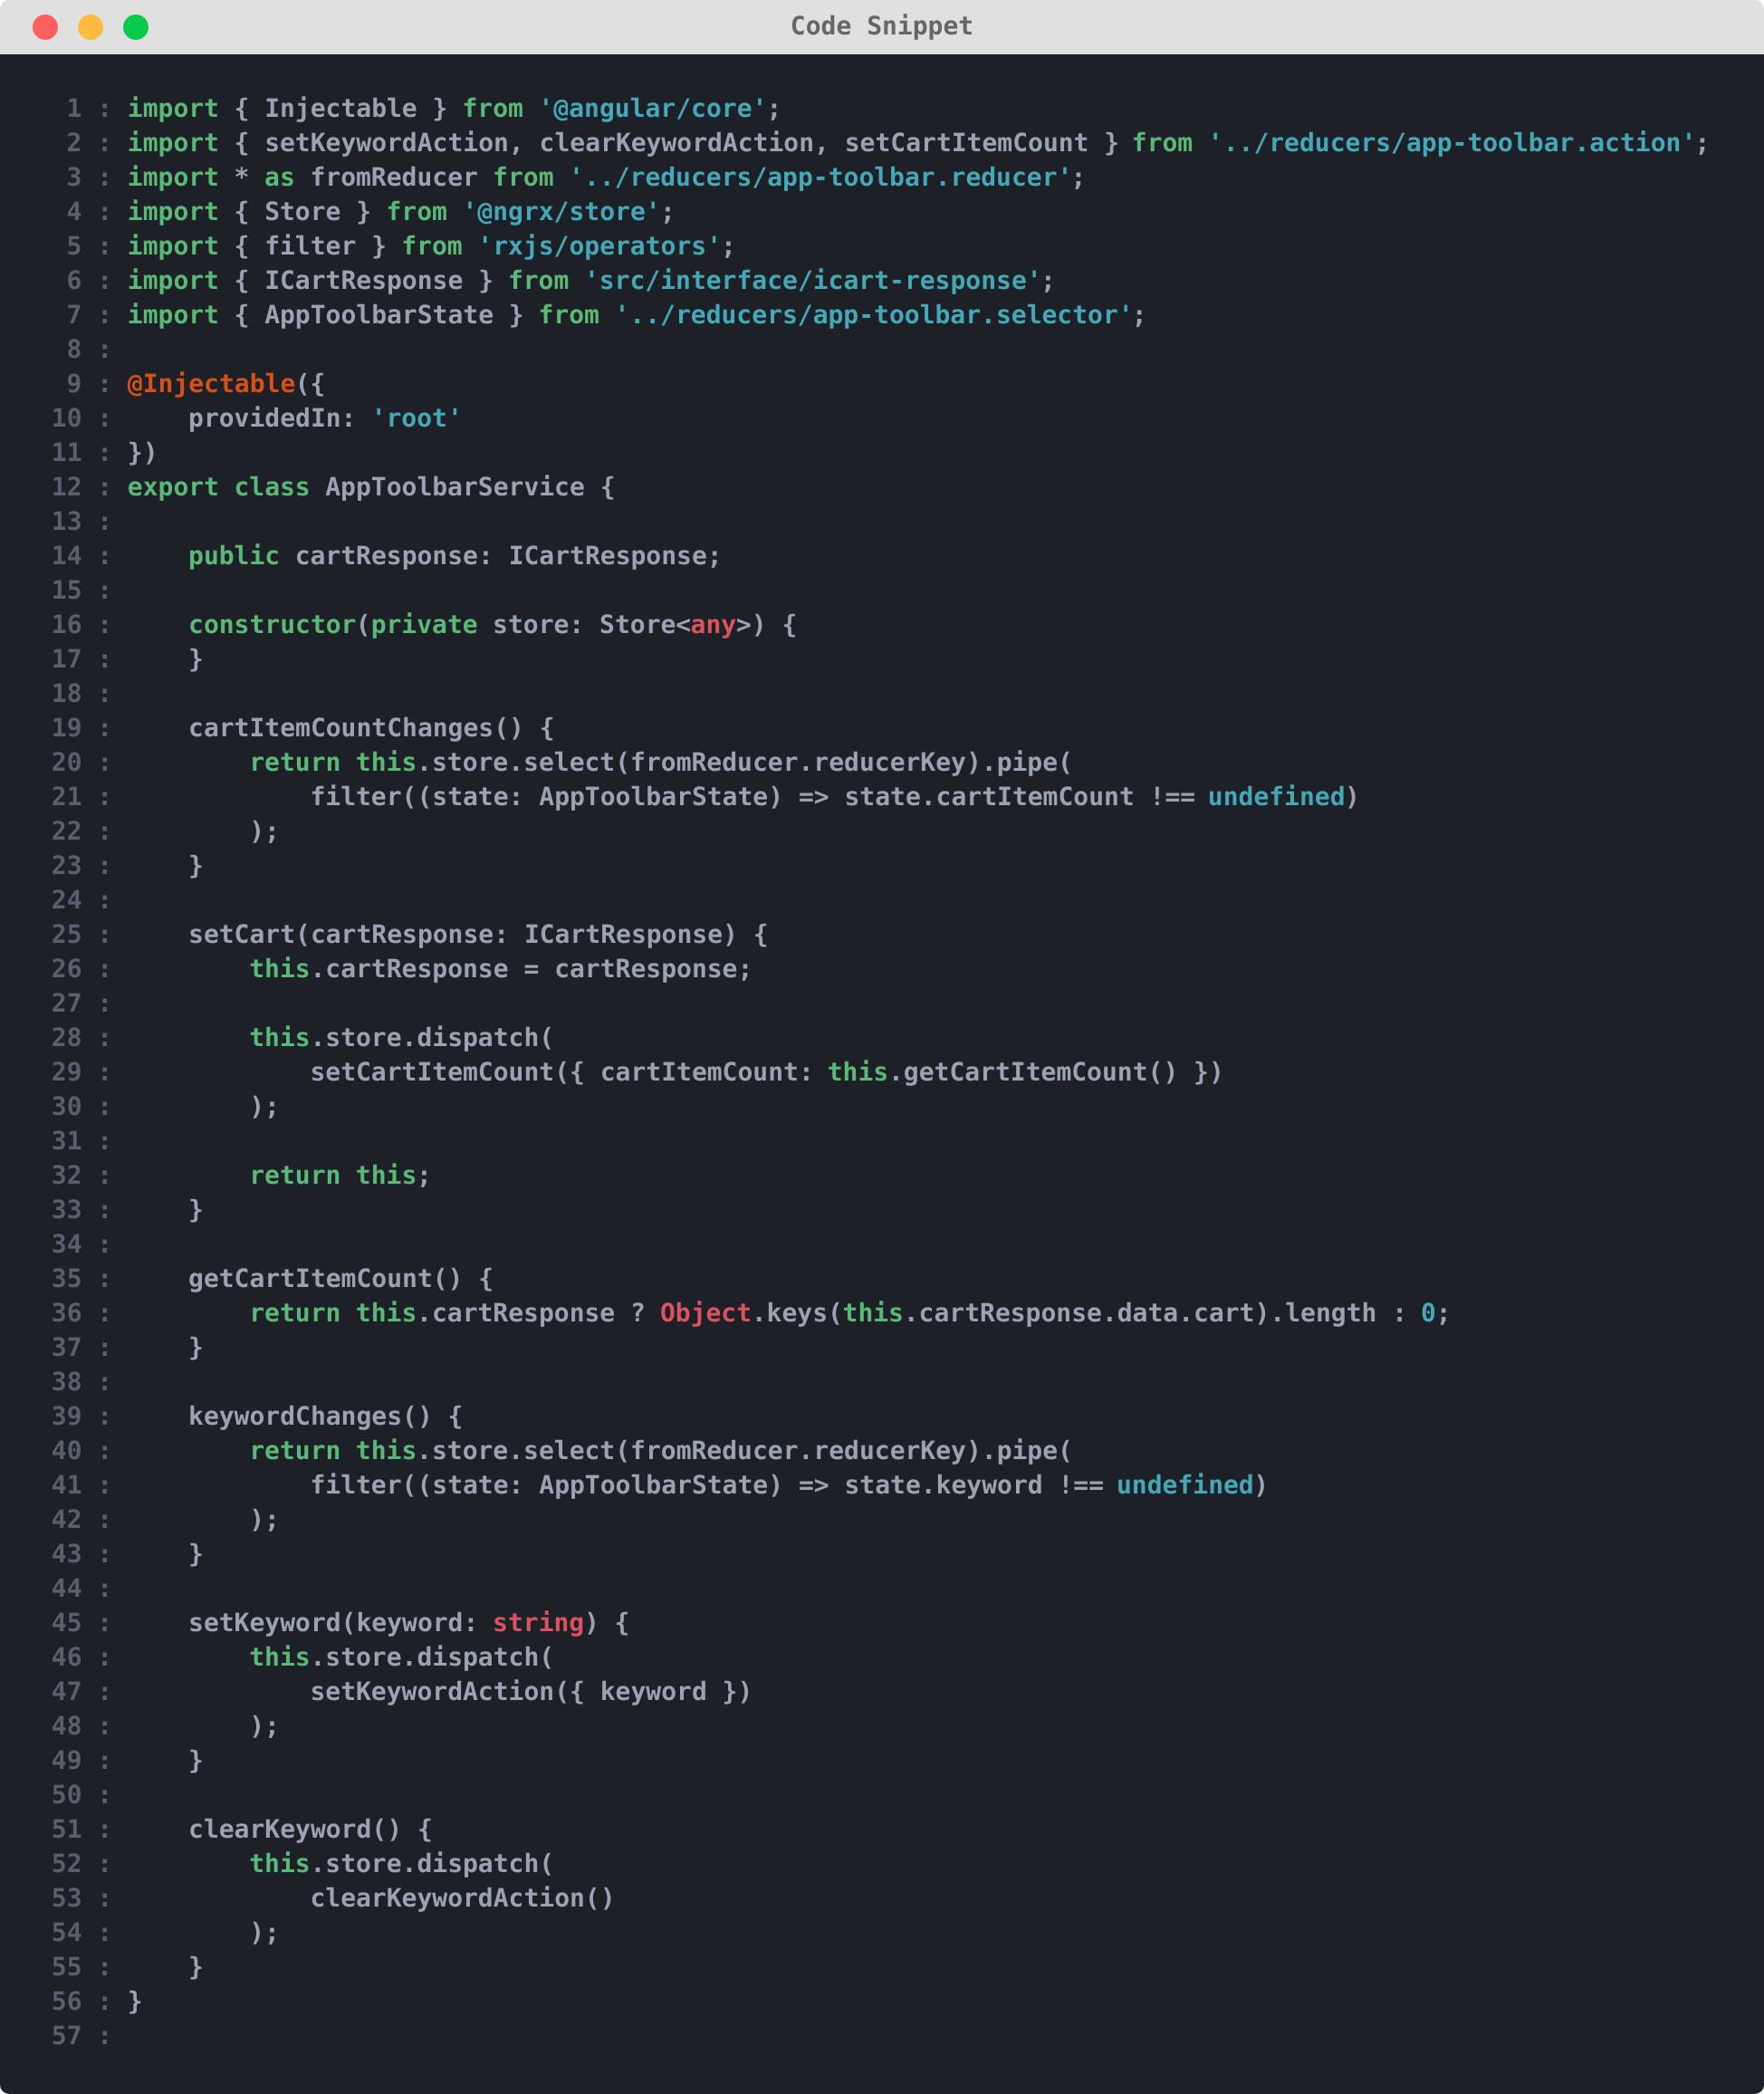 Code Snippet
1 : import { Injectable } from '@angular/core';
2 : import { setKeywordAction, clearKeywordAction, setCartItemCount } from '../reducers/app-toolbar.action';
3 : import * as fromReducer from '../reducers/app-toolbar.reducer';
4 : import { Store } from '@ngrx/store';
5 : import { filter } from 'rxjs/operators';
6 : import { ICartResponse } from 'src/interface/icart-response';
7 : import { AppToolbarState } from '../reducers/app-toolbar.selector';
8 :
9 : @Injectable({
10 :     providedIn: 'root'
11 : })
12 : export class AppToolbarService {
13 :
14 :     public cartResponse: ICartResponse;
15 :
16 :     constructor(private store: Store<any>) {
17 :     }
18 :
19 :     cartItemCountChanges() {
20 :         return this.store.select(fromReducer.reducerKey).pipe(
21 :             filter((state: AppToolbarState) => state.cartItemCount !== undefined)
22 :         );
23 :     }
24 :
25 :     setCart(cartResponse: ICartResponse) {
26 :         this.cartResponse = cartResponse;
27 :
28 :         this.store.dispatch(
29 :             setCartItemCount({ cartItemCount: this.getCartItemCount() })
30 :         );
31 :
32 :         return this;
33 :     }
34 :
35 :     getCartItemCount() {
36 :         return this.cartResponse ? Object.keys(this.cartResponse.data.cart).length : 0;
37 :     }
38 :
39 :     keywordChanges() {
40 :         return this.store.select(fromReducer.reducerKey).pipe(
41 :             filter((state: AppToolbarState) => state.keyword !== undefined)
42 :         );
43 :     }
44 :
45 :     setKeyword(keyword: string) {
46 :         this.store.dispatch(
47 :             setKeywordAction({ keyword })
48 :         );
49 :     }
50 :
51 :     clearKeyword() {
52 :         this.store.dispatch(
53 :             clearKeywordAction()
54 :         );
55 :     }
56 : }
57 :